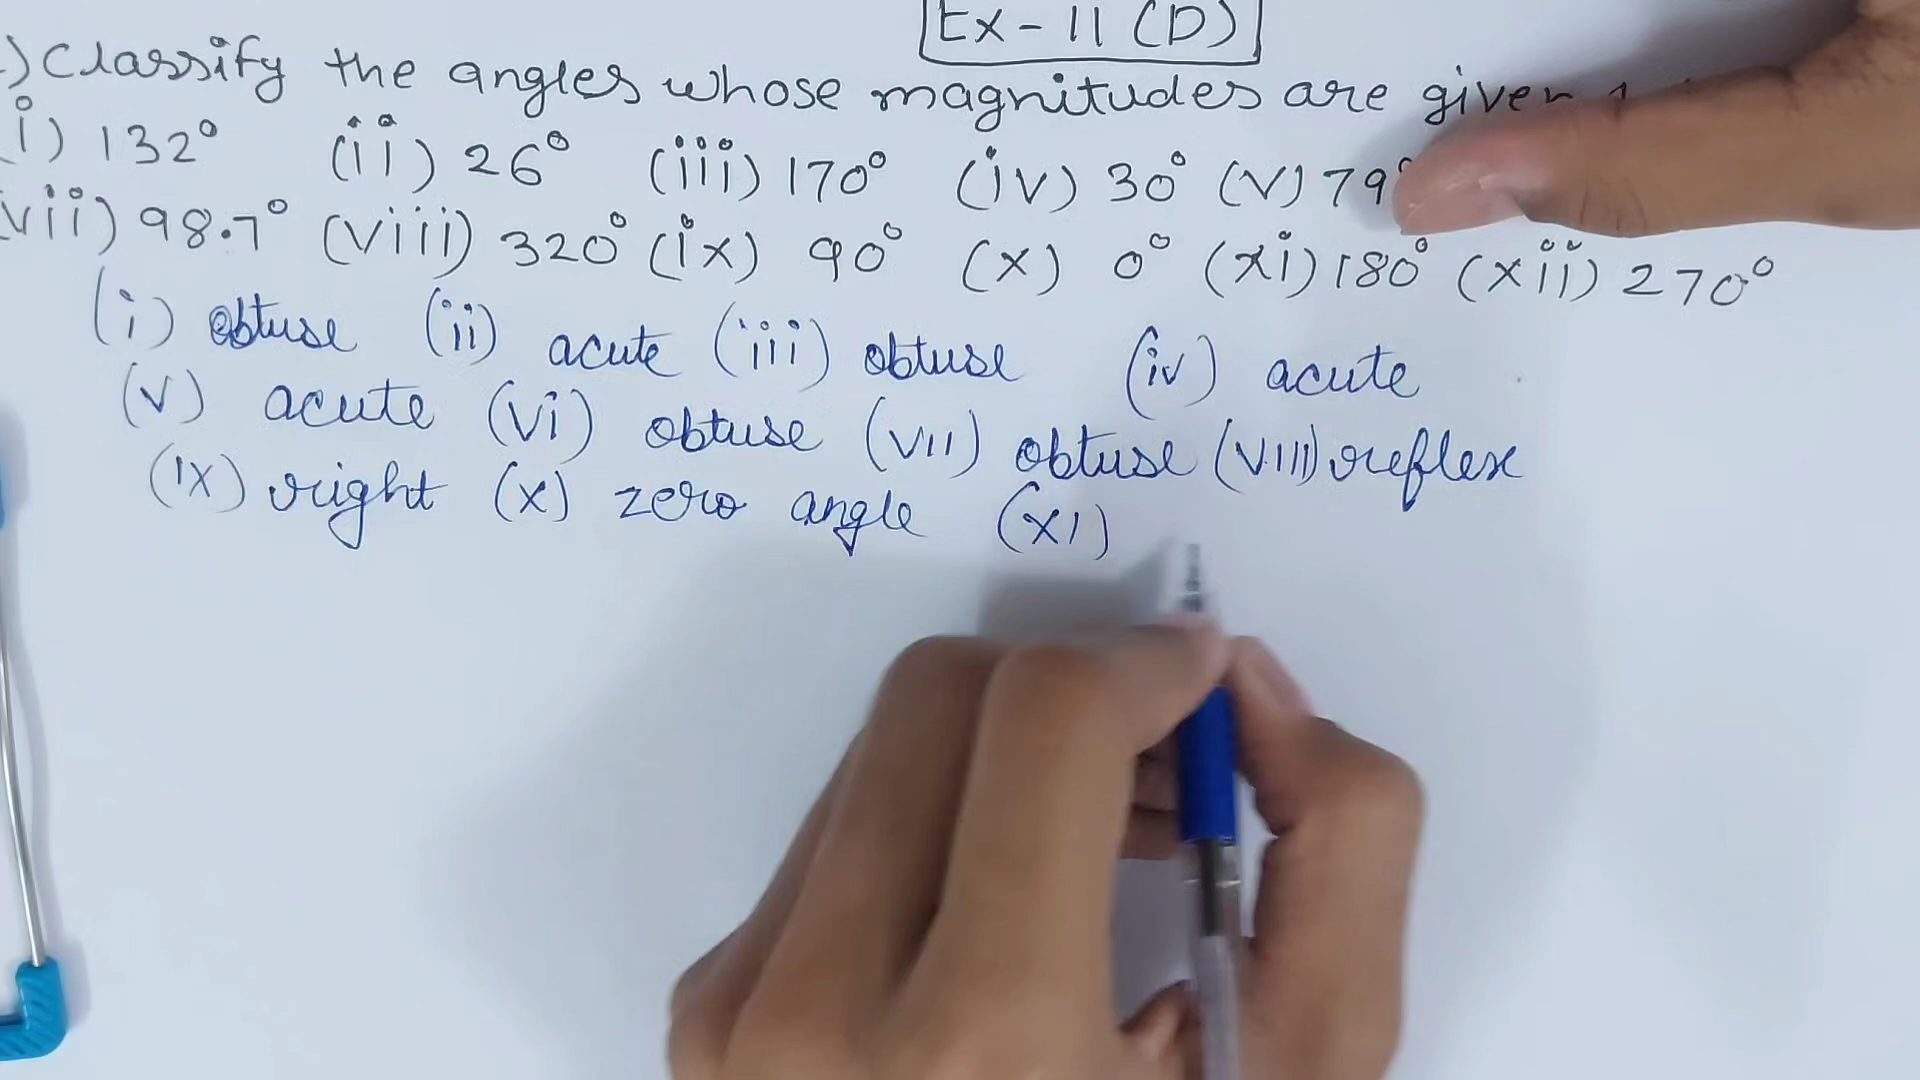 Ex - 11 (D)
) Classify the angles whose magnitudes are given
(i) 132° (ii) 26° (iii) 170° (iv) 30° (v) 79°
(vii) 98.7° (viii) 320° (ix) 90° (x) 0° (xi) 180° (xii) 270°
(i) obtuse (ii) acute (iii) obtuse (iv) acute
(v) acute (vi) obtuse (VII) obtuse (VIII) reflex
(IX) right (X) zero angle (XI)